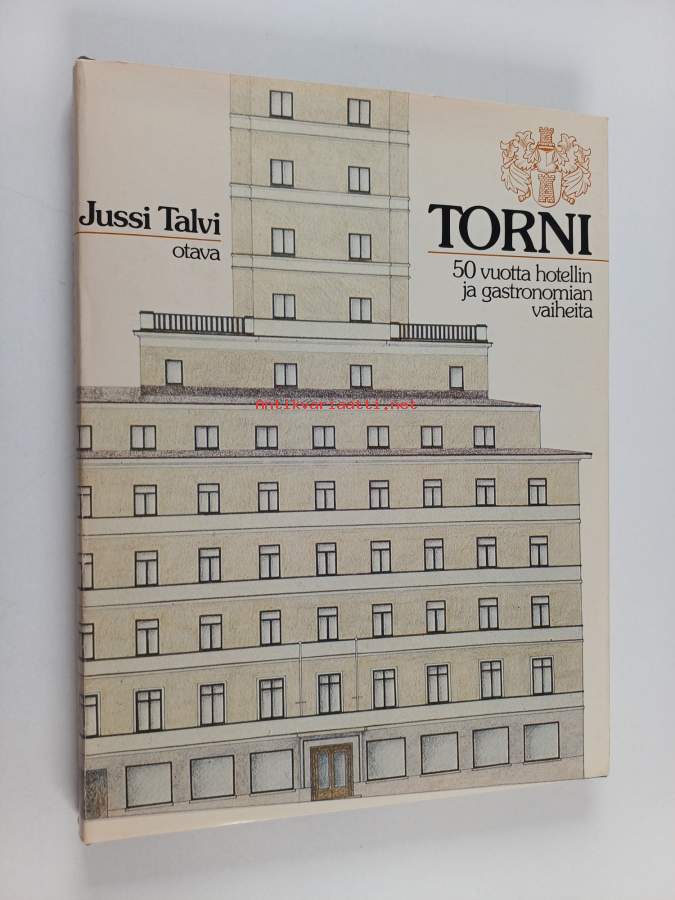 Jussi Talvi
otava
TORNI
50 vuotta hotellin
ja gastronomian
vaiheita
Antikvariaatti.net